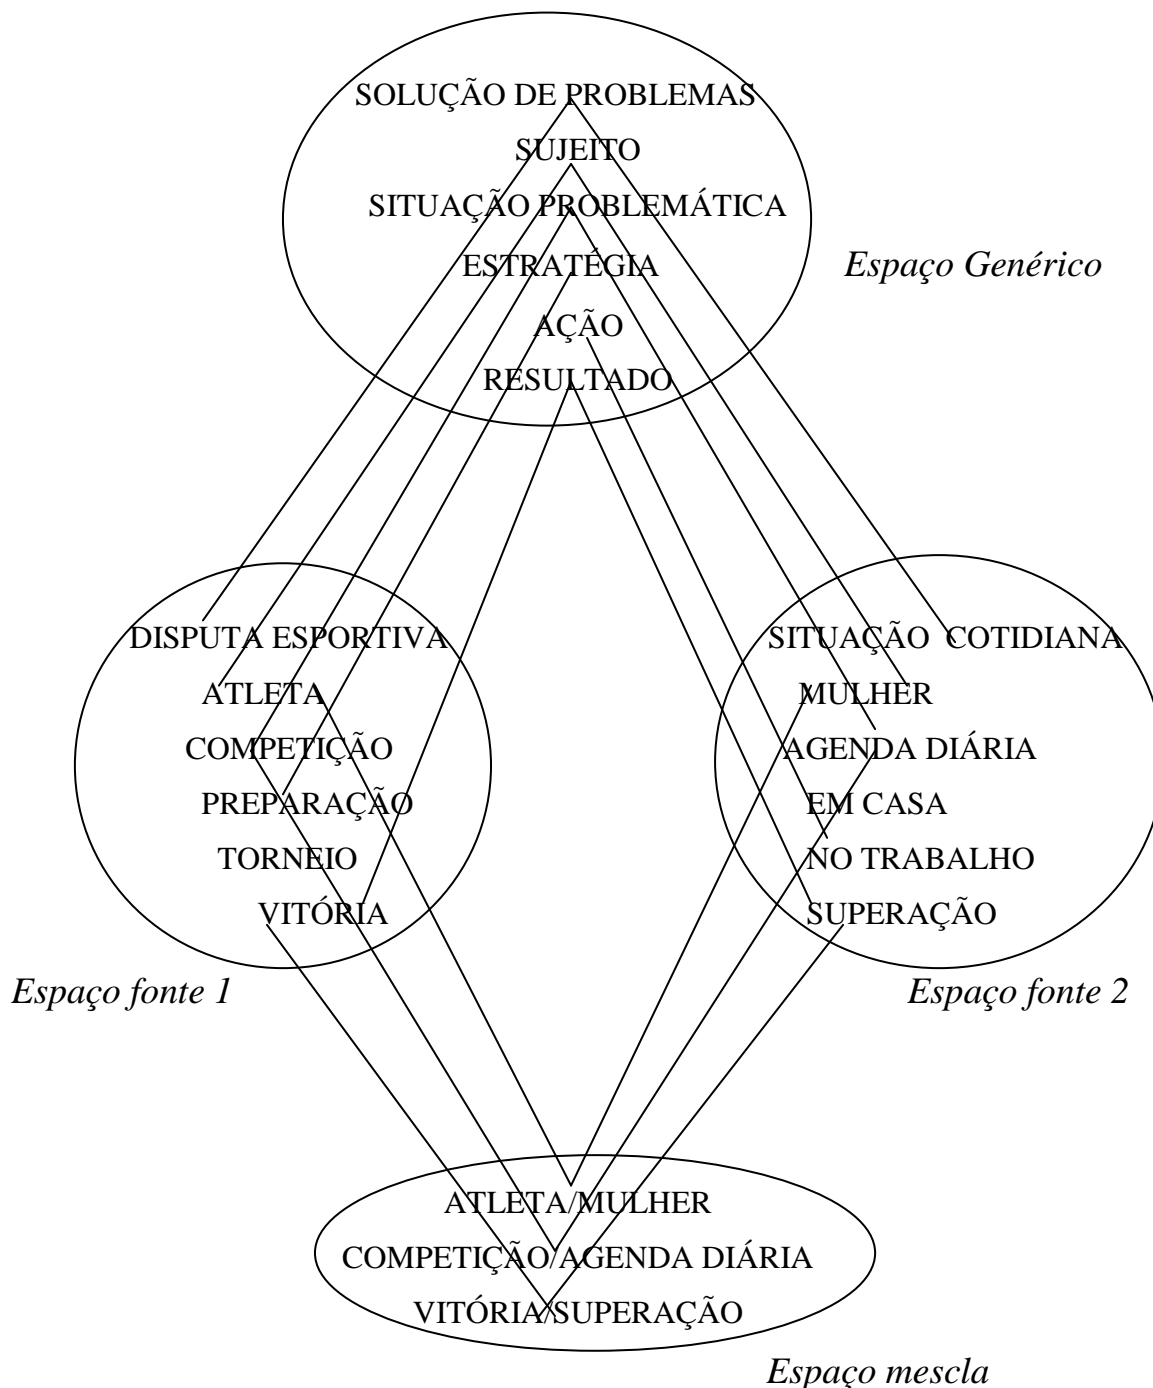 SOLUÇÃO DE PROBLEMAS
SUJEITO
SITUAÇÃO PROBLEMÁTICA
ESTRATÉGIA
AÇÃO
RESULTADO
Espaço Genérico
DISPUTA ESPORTIVA
ATLETA
COMPETIÇÃO
PREPARAÇÃO
TORNEIO
VITÓRIA
Espaço fonte 1
SITUAÇÃO COTIDIANA
MULHER
AGENDA DIÁRIA
EM CASA
NO TRABALHO
SUPERAÇÃO
Espaço fonte 2
ATLETA/MULHER
COMPETIÇÃO/AGENDA DIÁRIA
VITÓRIA/SUPERAÇÃO
Espaço mescla